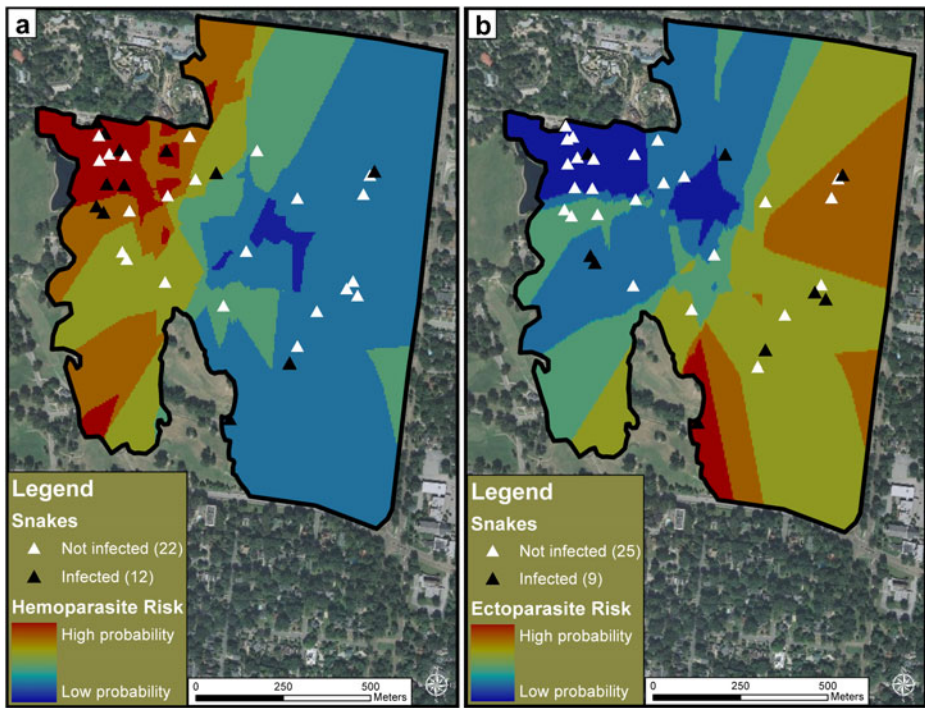 a
Legend
Snakes
Not infected (22)
Infected (12)
Hemoparasite Risk
High probability
Low probability
0 250 500
Meters
b
Legend
Snakes
Not infected (25)
Infected (9)
Ectoparasite Risk
High probability
Low probability
0 250 500
Meters